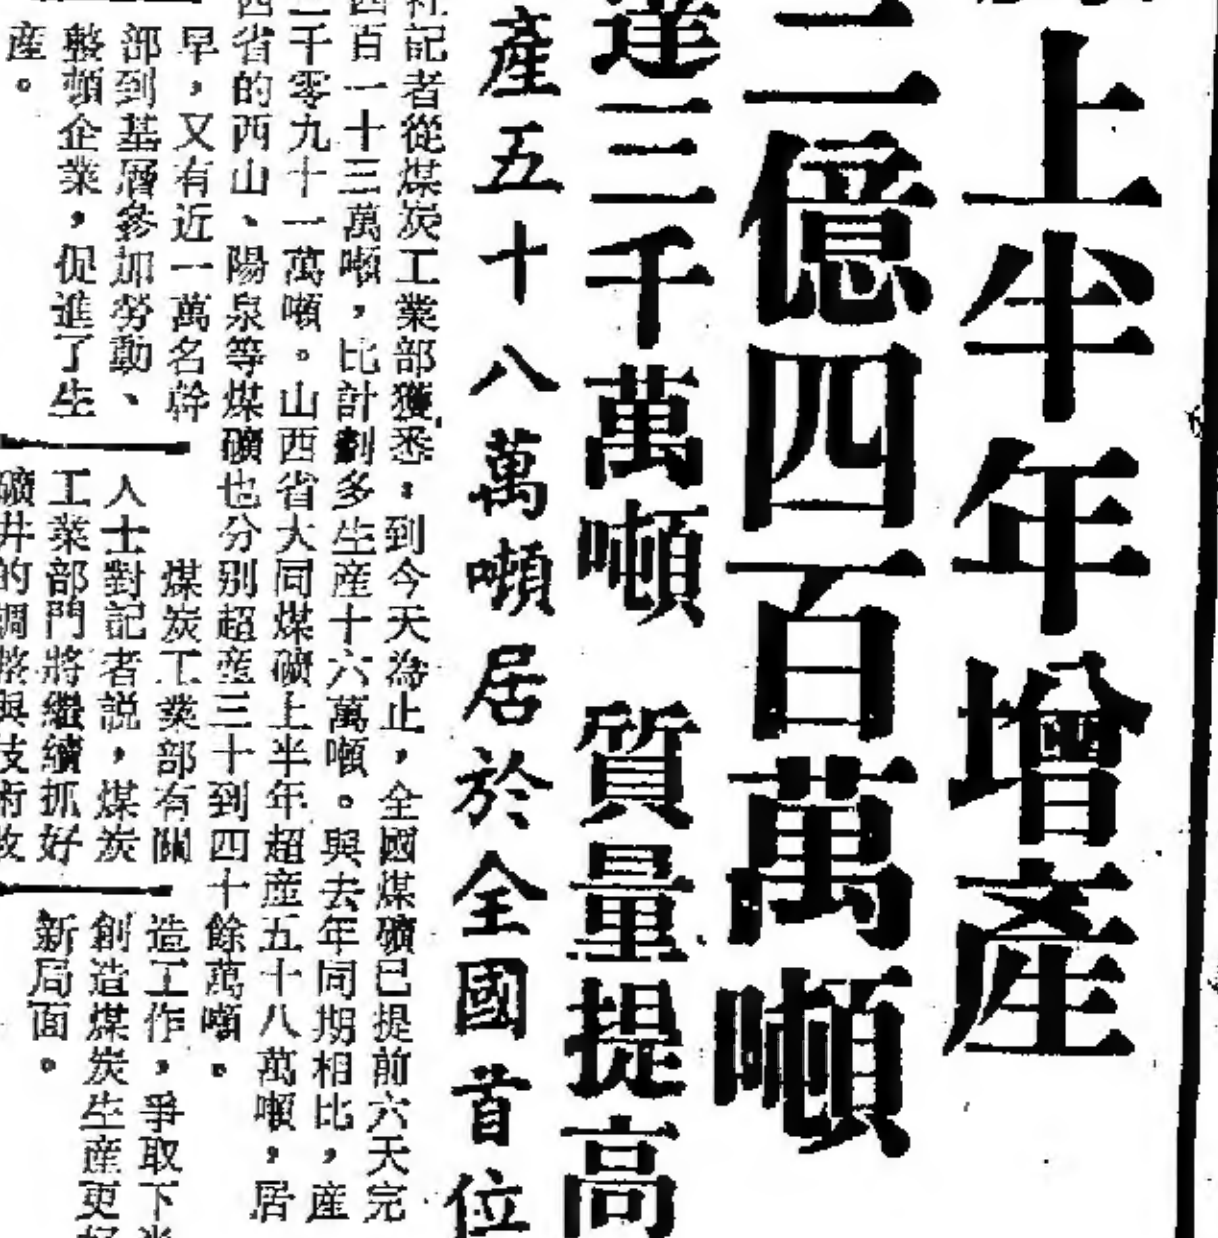 上半年增產
二億四百萬噸
達三千萬噸 質量提高
產五十八萬噸居於全國首位
社記者從煤炭工業部獲悉：到今天為止，全國煤礦已提前六天完
四百一十三萬噸，比計劃多生産十六萬噸。與去年同期相比，産
三千零九十一萬噸。山西省大同煤礦上半年超産五十八萬噸，居
西省的西山、陽泉等煤礦也分别超産三十到四十餘萬噸。
早，又有近一萬名幹
部到基層參加勞動、
整頓企業，促進了生
産。
煤炭工業部有關
人士對記者説，煤炭
工業部門將繼續抓好
礦井的調整與技術改
造工作，爭取下半
創造煤炭生産更好
新局面。